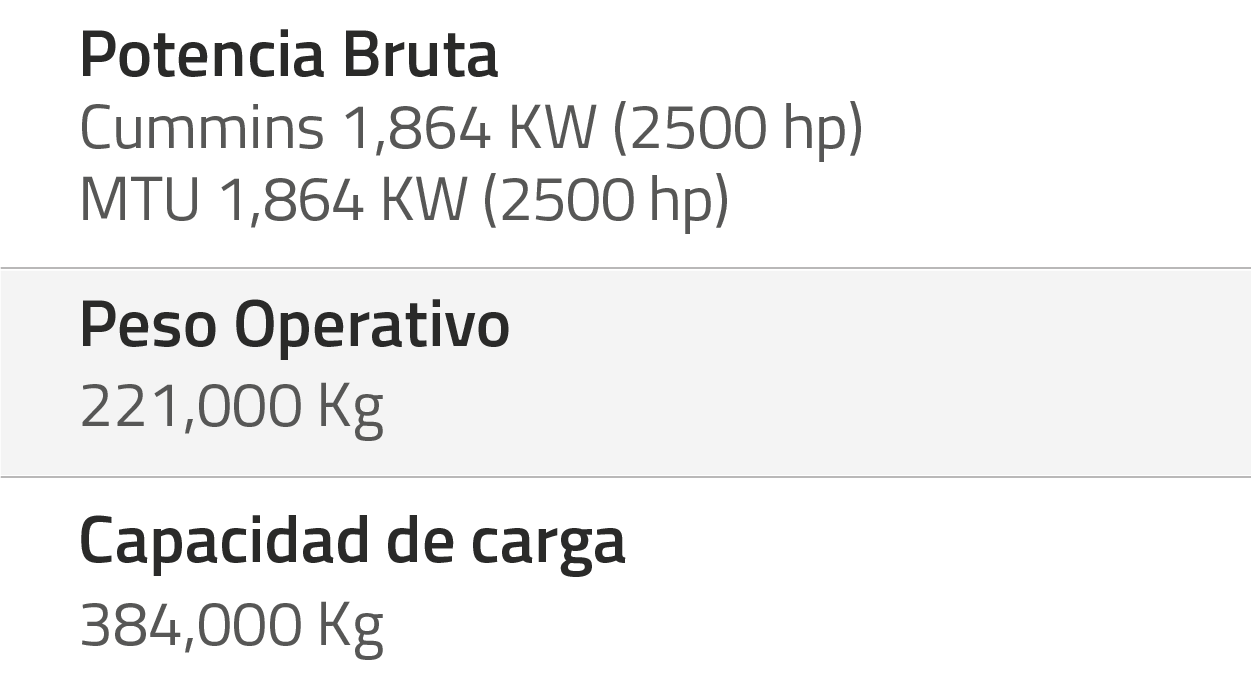 Potencia Bruta
Cummins 1,864 KW (2500 hp)
MTU 1,864 KW (2500 hp)
Peso Operativo
221,000 Kg
Capacidad de carga
384,000 Kg